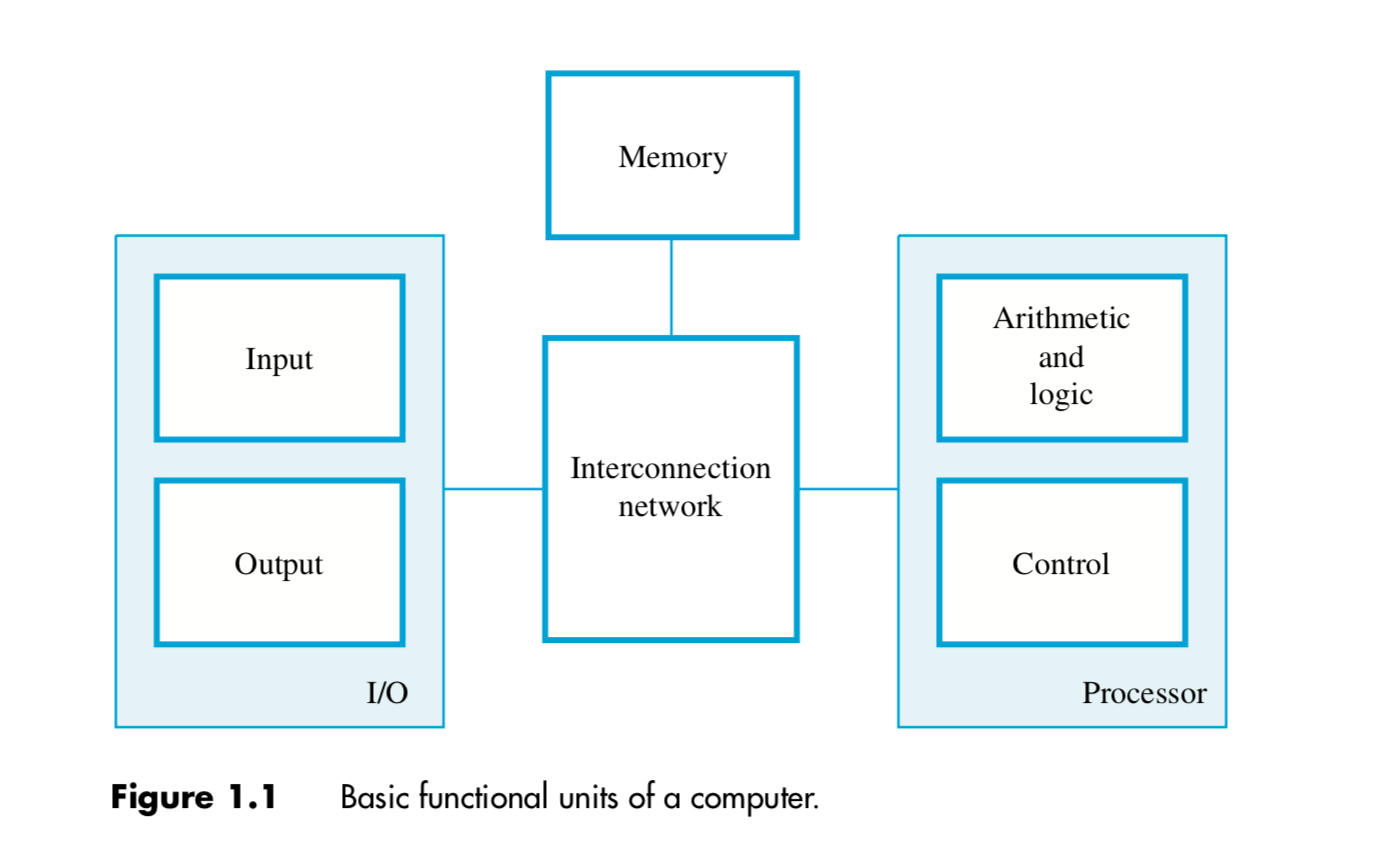 Memory
Input
Output
I/O
Interconnection
network
Arithmetic
and
logic
Control
Processor
Figure 1.1 Basic functional units of a computer.